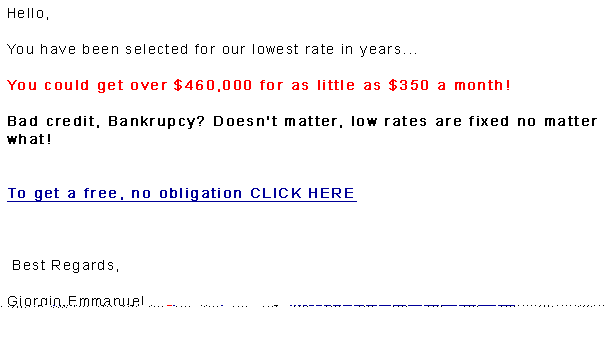 Hello,
You have been selected for our lowest rate in years...
You could get over $460,000 for as little as $350 a month!
Bad credit, Bankrupcy? Doesn't matter, low rates are fixed no matter
what!
To get a free, no obligation CLICK HERE
Best Regards,
Giorgin Emmanuel